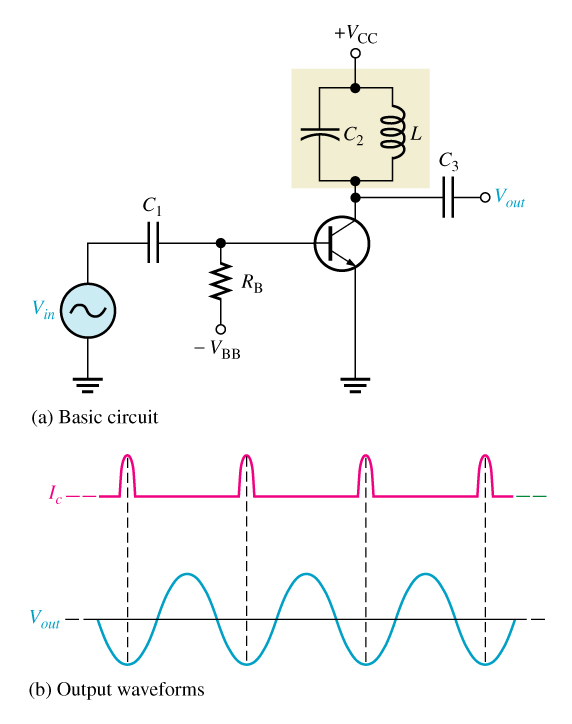 +VCC
C2
L
C3
Vout
C1
Vin
RB
– VBB
(a) Basic circuit
Ic
Vout
(b) Output waveforms